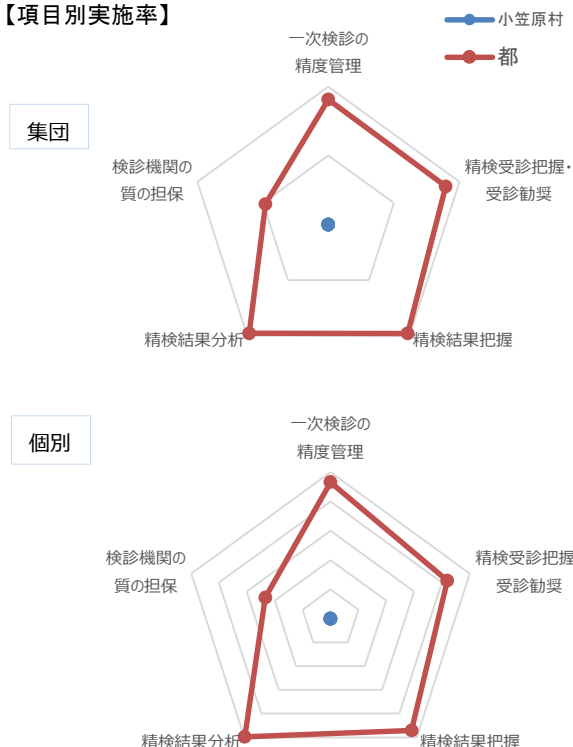 【項目別実施率】
小笠原村
都
集団
一次検診の
精度管理
精検受診把握・
受診勧奨
精検結果把握
精検結果分析
検診機関の
質の担保
個別
一次検診の
精度管理
精検受診把握
受診勧奨
精検結果把握
精検結果分析
検診機関の
質の担保